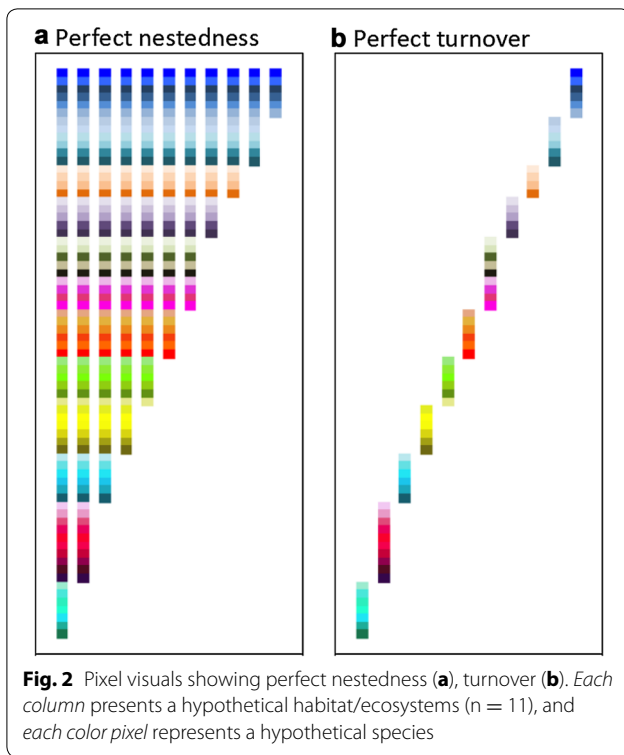 a Perfect nestedness
b Perfect turnover
Fig. 2 Pixel visuals showing perfect nestedness (a), turnover (b). Each
column presents a hypothetical habitat/ecosystems (n = 11), and
each color pixel represents a hypothetical species